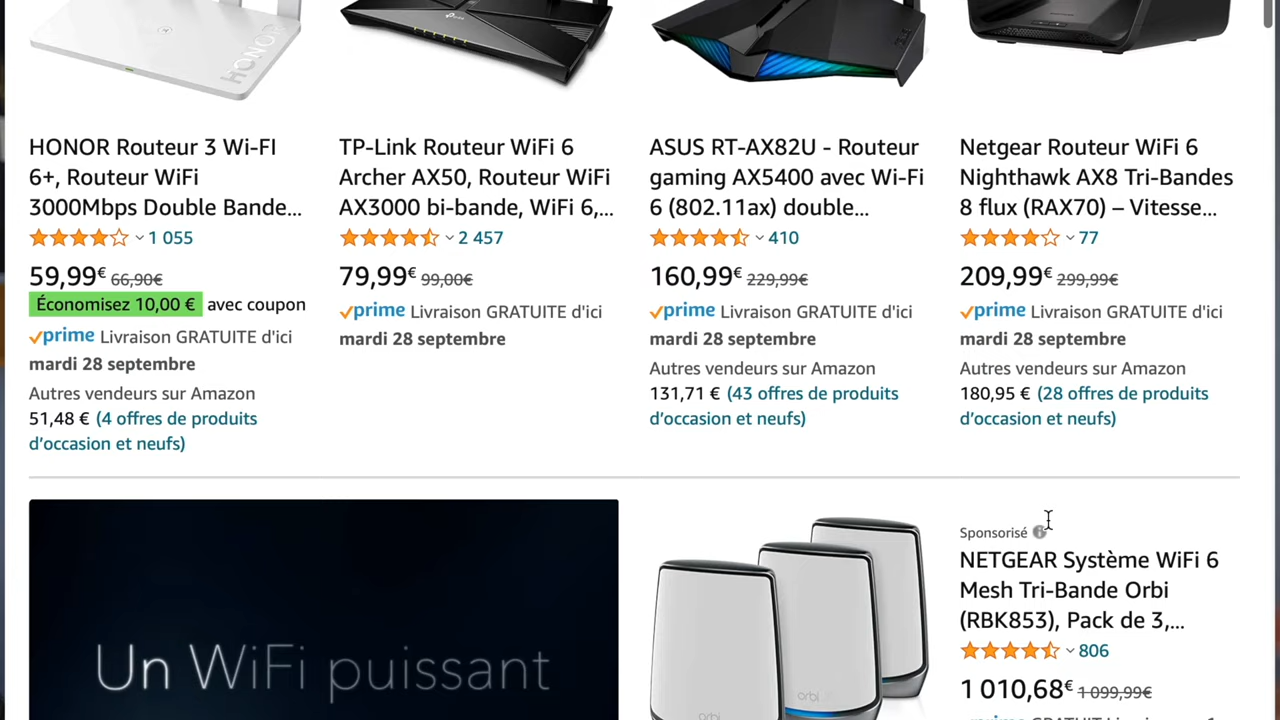 HONOR
tp-link
HONOR Routeur 3 Wi-FI
6+, Routeur WiFi
3000Mbps Double Bande...
1 055
59,99€ 66,90€
Économisez 10,00 € avec coupon
prime Livraison GRATUITE d'ici
mardi 28 septembre
Autres vendeurs sur Amazon
51,48 € (4 offres de produits
d’occasion et neufs)
TP-Link Routeur WiFi 6
Archer AX50, Routeur WiFi
AX3000 bi-bande, WiFi 6,...
2 457
79,99€ 99,00€
prime Livraison GRATUITE d'ici
mardi 28 septembre
ASUS RT-AX82U - Routeur
gaming AX5400 avec Wi-Fi
6 (802.11ax) double...
410
160,99€ 229,99€
prime Livraison GRATUITE d'ici
mardi 28 septembre
Autres vendeurs sur Amazon
131,71 € (43 offres de produits
d’occasion et neufs)
Netgear Routeur WiFi 6
Nighthawk AX8 Tri-Bandes
8 flux (RAX70) – Vitesse...
77
209,99€ 299,99€
prime Livraison GRATUITE d'ici
mardi 28 septembre
Autres vendeurs sur Amazon
180,95 € (28 offres de produits
d’occasion et neufs)
Un WiFi puissant
orbi
orbi
Sponsorisé
NETGEAR Système WiFi 6
Mesh Tri-Bande Orbi
(RBK853), Pack de 3,...
806
1 010,68€ 1 099,99€